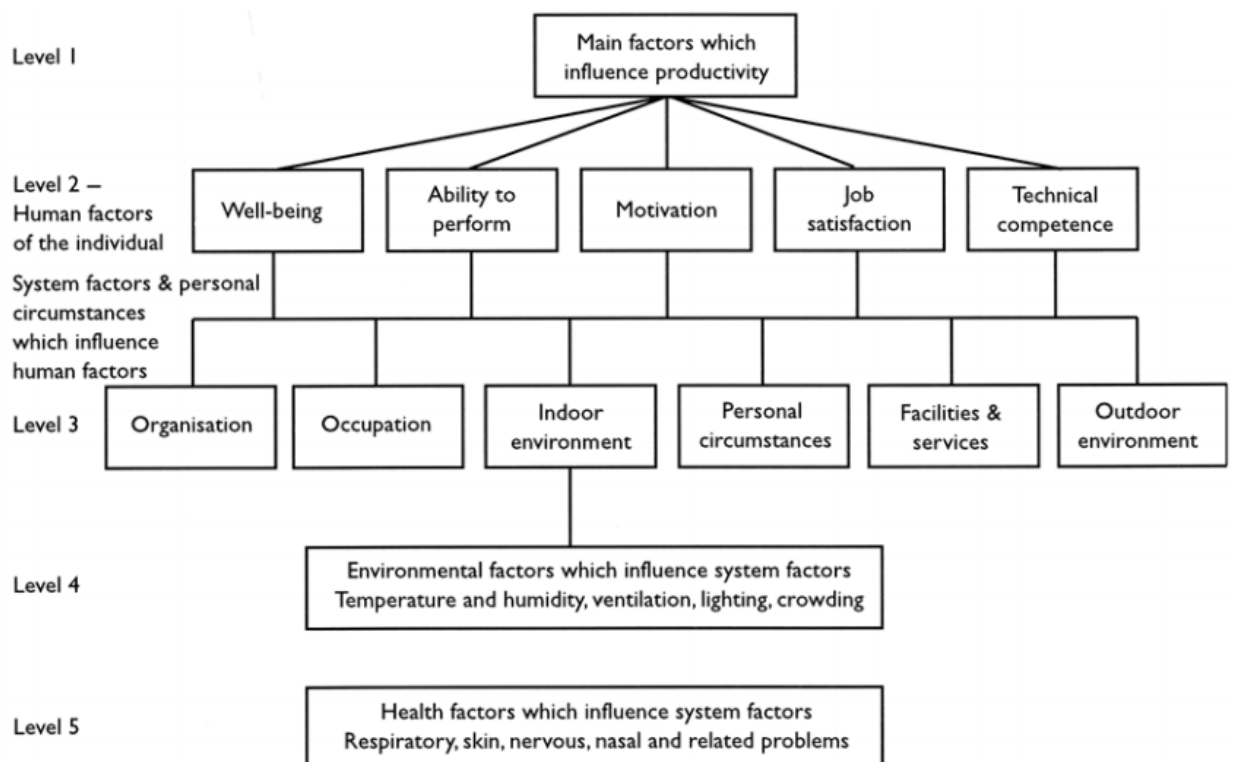 Level 1
Main factors which
influence productivity
Level 2 –
Human factors
of the individual
Well-being
Ability to
perform
Motivation
Job
satisfaction
Technical
competence
System factors & personal
circumstances
which influence
human factors
Level 3
Organisation
Occupation
Indoor
environment
Personal
circumstances
Facilities &
services
Outdoor
environment
Level 4
Environmental factors which influence system factors
Temperature and humidity, ventilation, lighting, crowding
Level 5
Health factors which influence system factors
Respiratory, skin, nervous, nasal and related problems